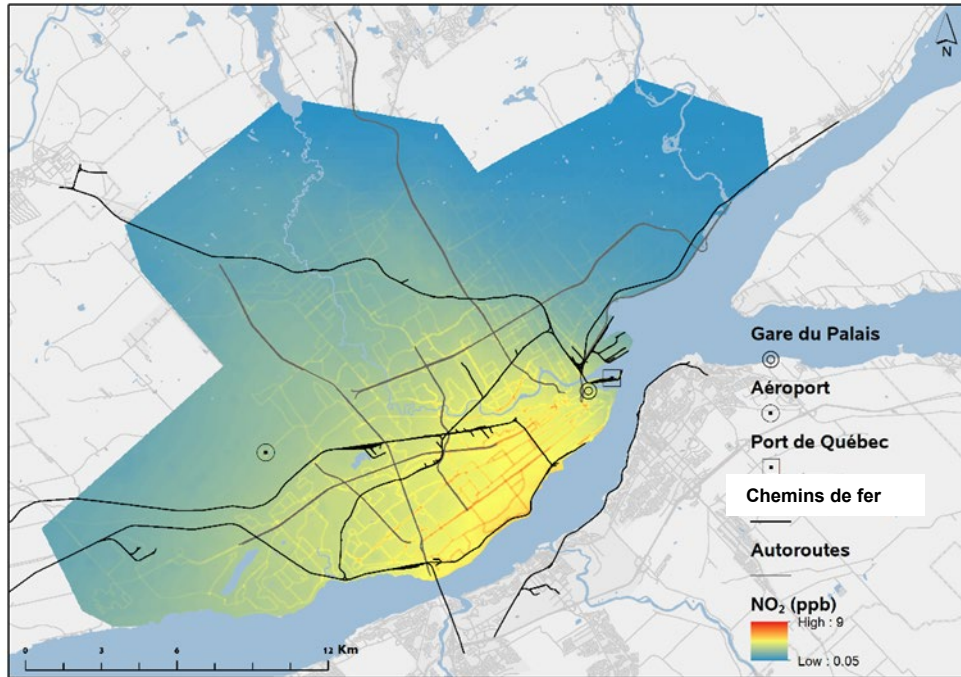 N
Gare du Palais
Aéroport
Port de Québec
Chemins de fer
Autoroutes
NO₂ (ppb)
High : 9
Low : 0.05
0 3 6 12 Km